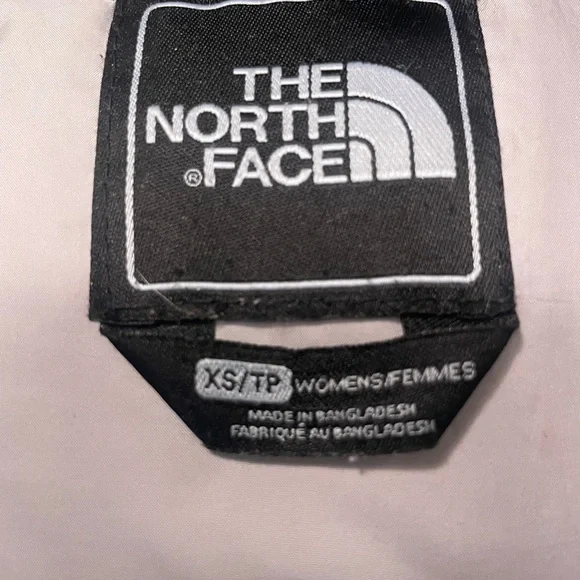 THE
NORTH
FACE
®
XS/TP WOMENS/FEMMES
MADE IN BANGLADESH
FABRIQUÉ AU BANGLADESH